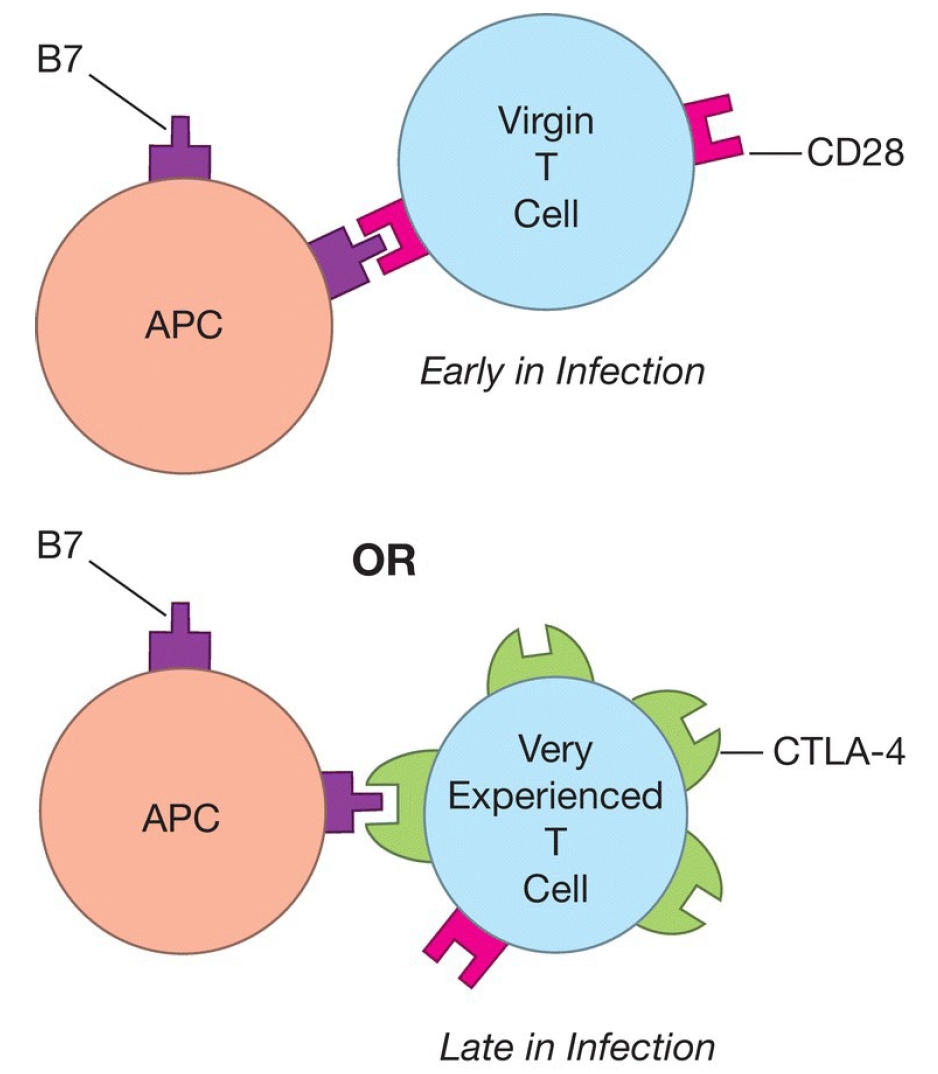 B7
Virgin
T
Cell
CD28
APC
Early in Infection
B7
OR
Very
Experienced
T
Cell
CTLA-4
APC
Late in Infection